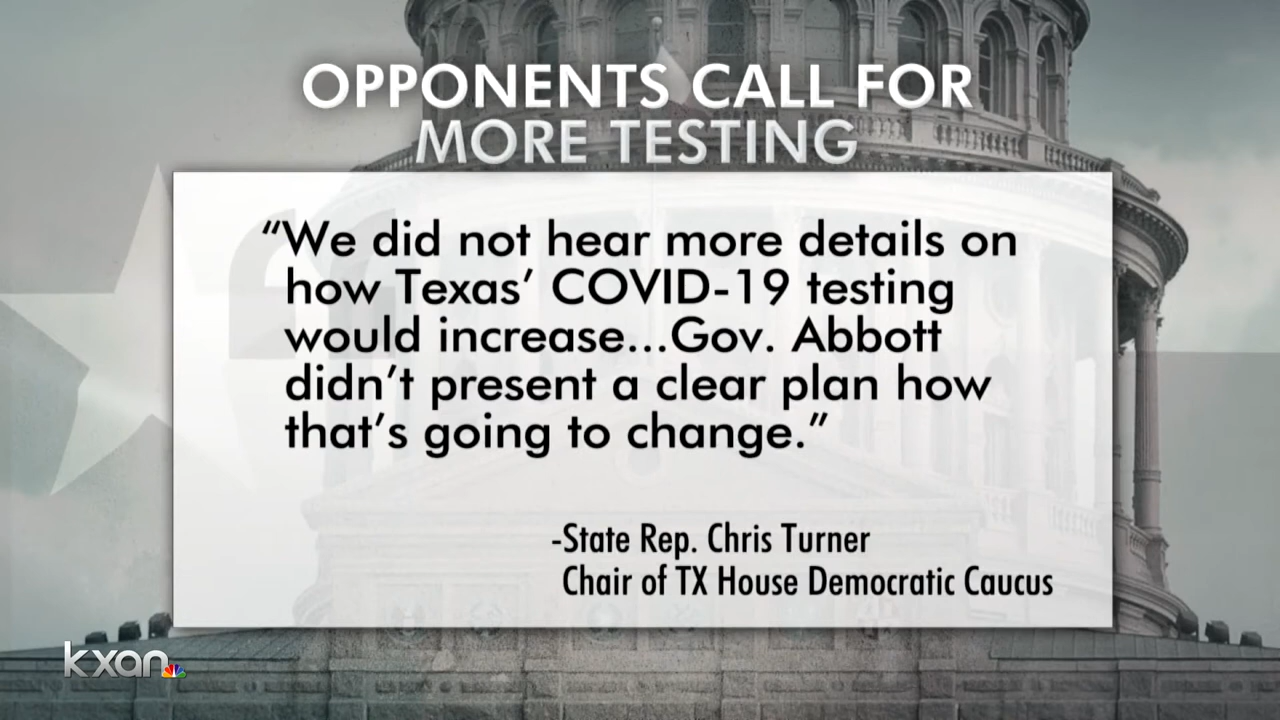 OPPONENTS CALL FOR
MORE TESTING
“We did not hear more details on
how Texas’ COVID-19 testing
would increase...Gov. Abbott
didn’t present a clear plan how
that’s going to change.”
-State Rep. Chris Turner
Chair of TX House Democratic Caucus
kxan